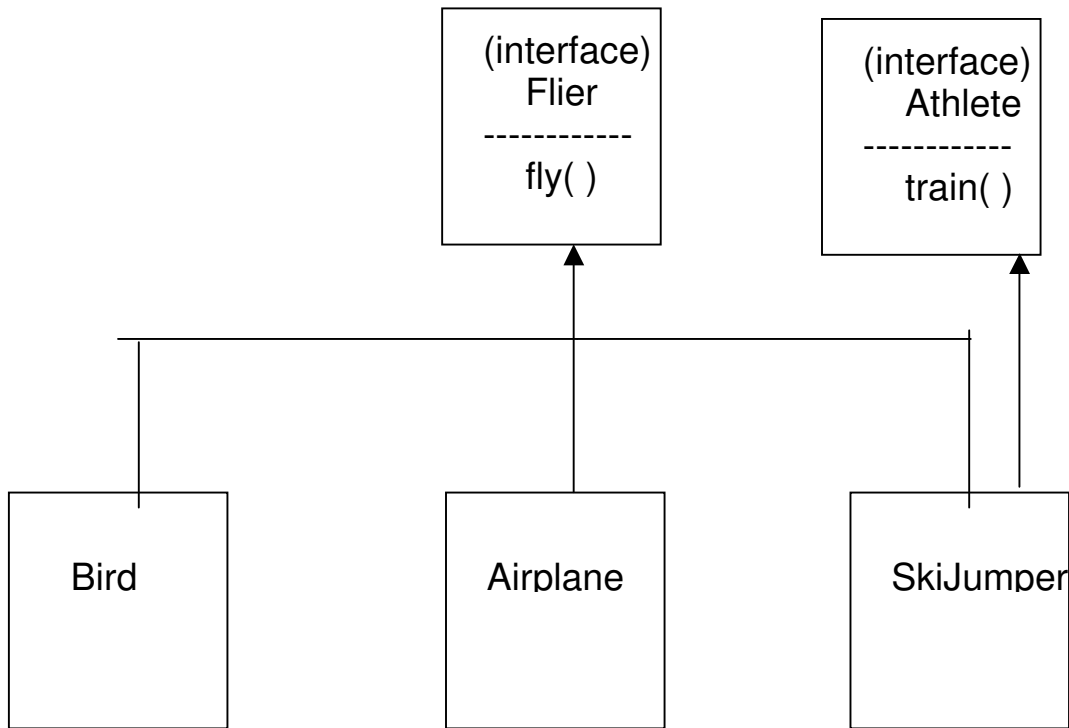 (interface)
Flier
------------
fly( )
(interface)
Athlete
------------
train( )
Bird
Airplane
SkiJumper